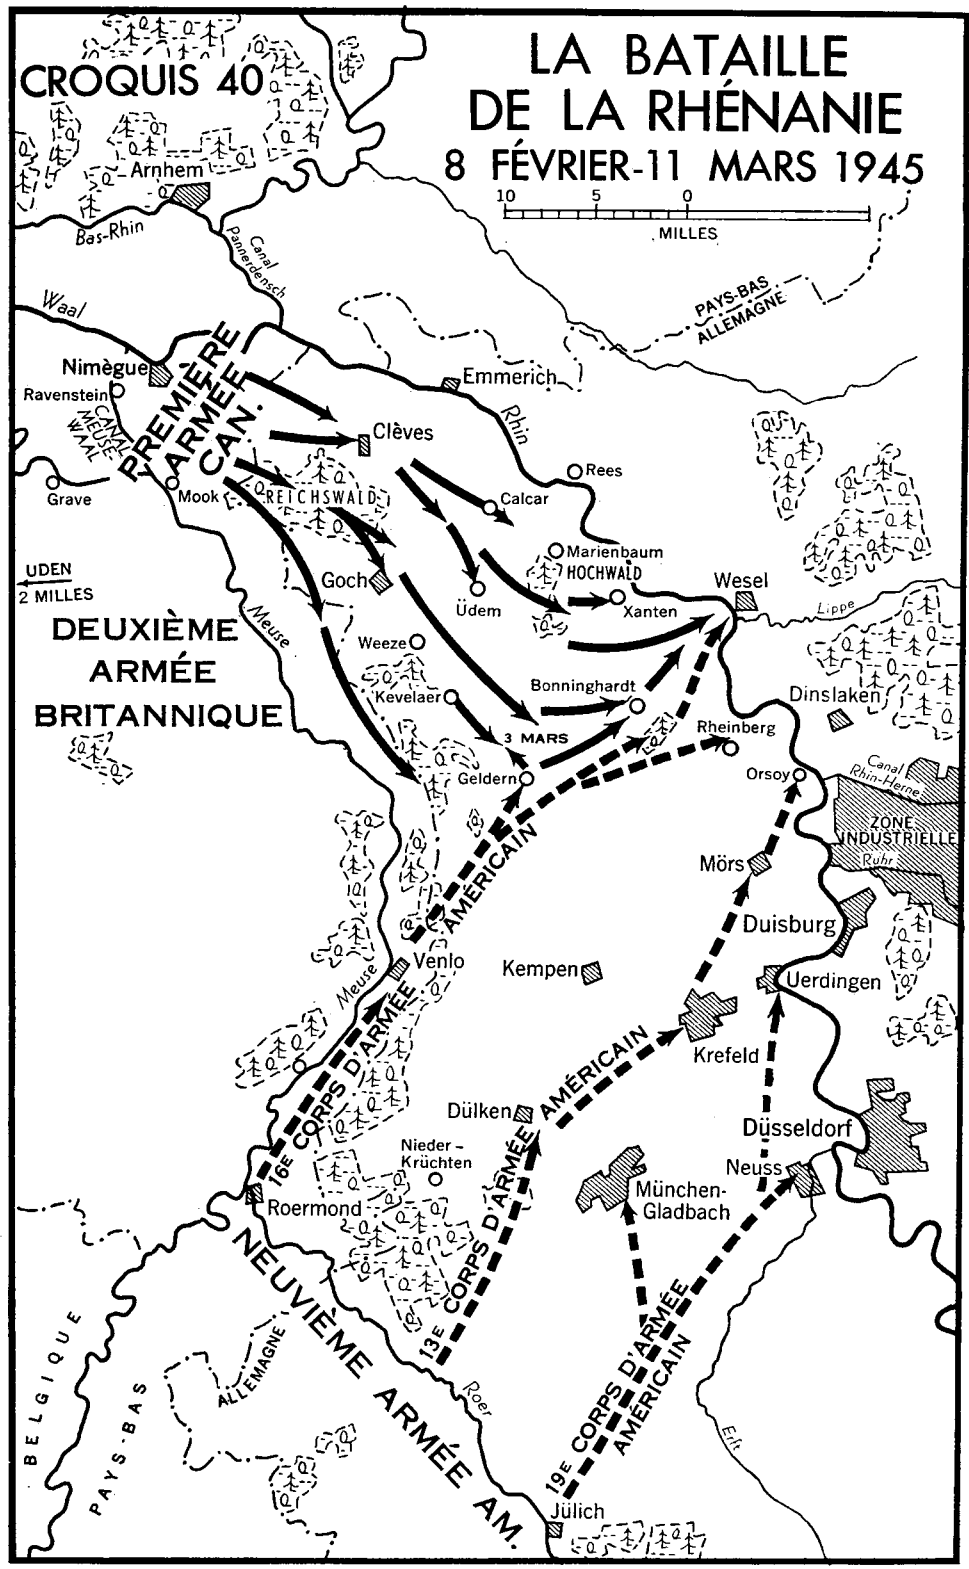 CROQUIS 40
LA BATAILLE
DE LA RHÉNANIE
8 FÉVRIER-11 MARS 1945
10 5 0
MILLES
Arnhem
Bas-Rhin
Canal
Pannerdensch
PAYS-BAS
ALLEMAGNE
Waal
Nimègue
Ravenstein
CANAL
MEUSE
WAAL
PREMIÈRE
ARMÉE
CAN.
Emmerich
Rhin
Clèves
Rees
Grave
Mook
REICHSWALD
Calcar
UDEN
2 MILLES
Goch
Marienbaum
HOCHWALD
Wesel
Lippe
Üdem
Xanten
Meuse
DEUXIÈME
ARMÉE
BRITANNIQUE
Weeze
Kevelaer
Bonninghardt
Dinslaken
3 MARS
Rheinberg
Geldern
Orsoy
Canal
Rhin-Herne
ZONE
INDUSTRIELLE
Ruhr
Mörs
Duisburg
Venlo
Meuse
Kempen
Uerdingen
Krefeld
16E CORPS D'ARMÉE AMÉRICAIN
Dülken
Düsseldorf
Nieder-
Krüchten
Neuss
Roermond
München-
Gladbach
13E CORPS D'ARMÉE AMÉRICAIN
NEUVIÈME ARMÉE AM.
BELGIQUE
PAYS-BAS
ALLEMAGNE
Roer
19E CORPS D'ARMÉE
AMÉRICAIN
Erft
Jülich